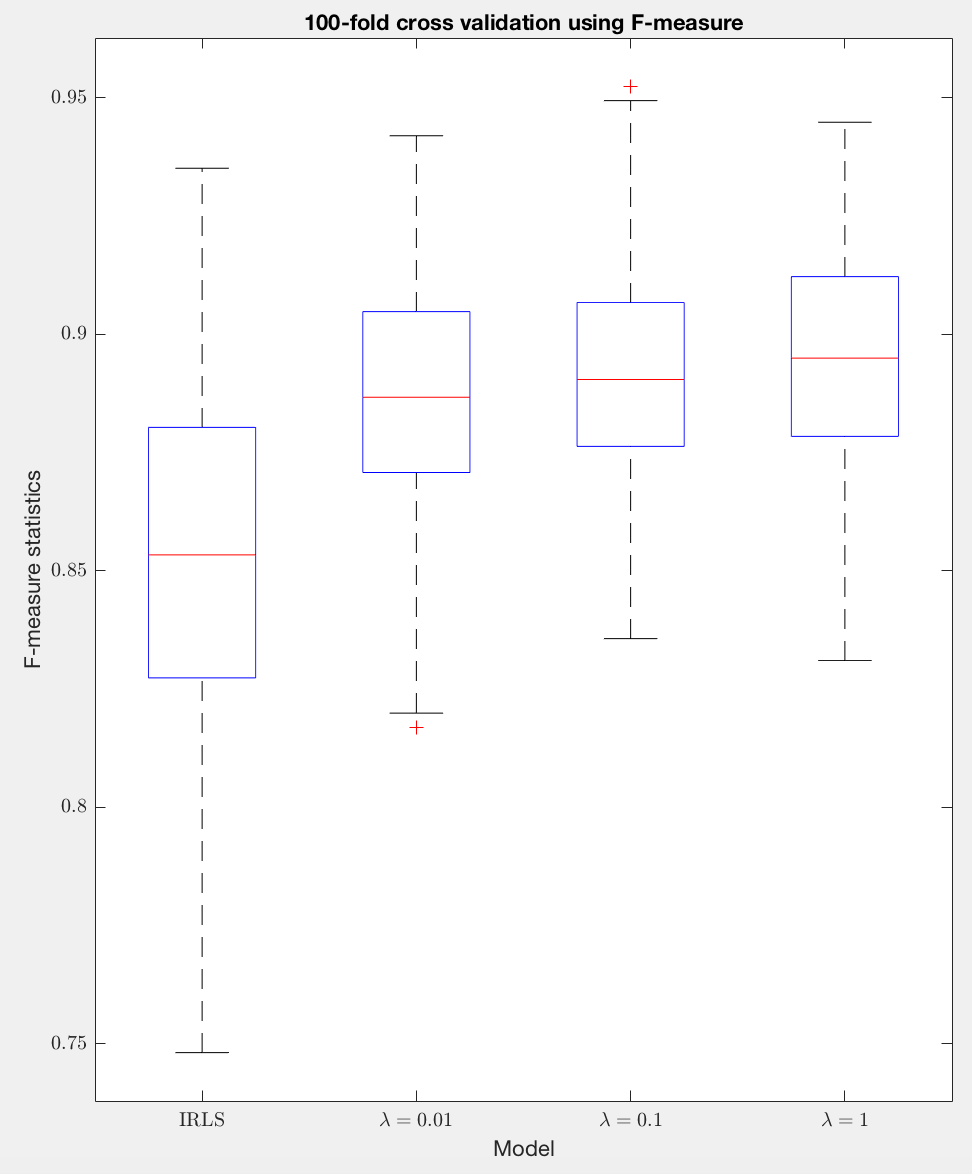 100-fold cross validation using F-measure
0.95
0.9
0.85
0.8
0.75
F-measure statistics
IRLS λ = 0.01 λ = 0.1 λ = 1
Model